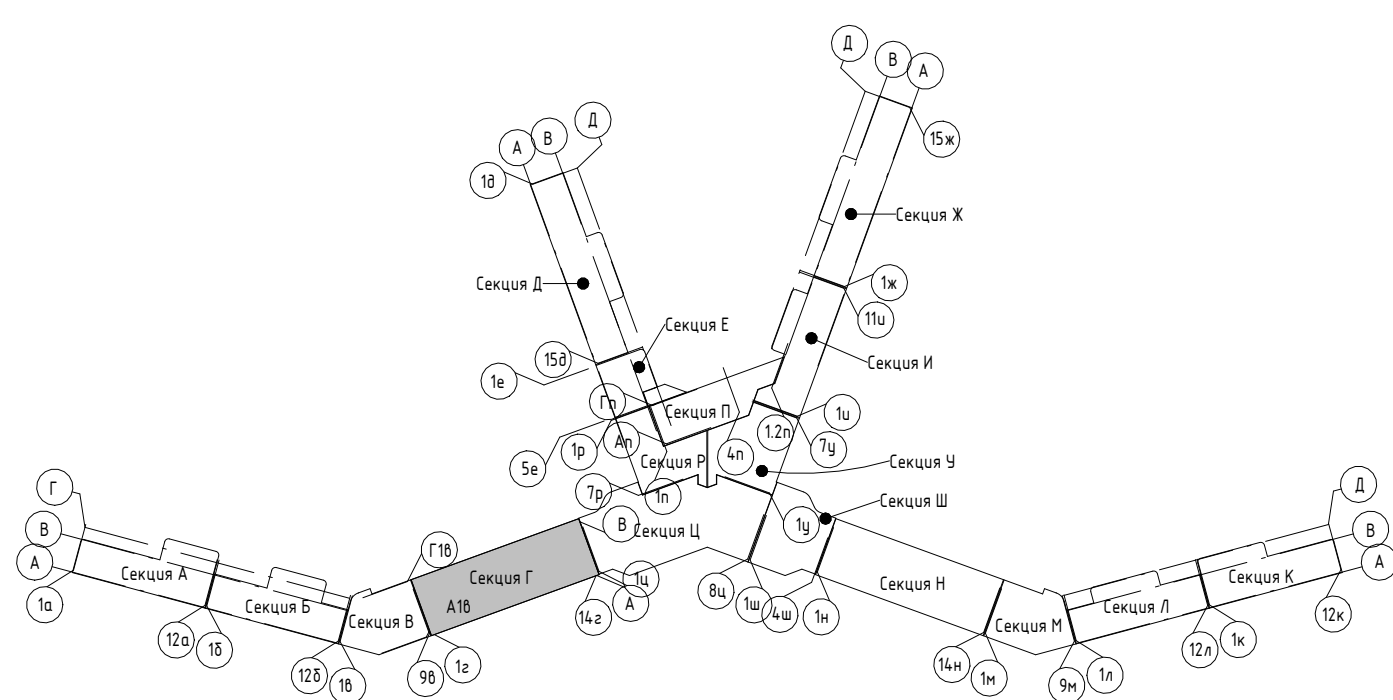 Д
В
А
15ж
Д
В
А
1д
Секция Ж
Секция Д
1ж
11и
Секция Е
15д
Секция И
1е
Гп
Секция П
1и
1.2п
7у
Ап
1р
4п
5е
Секция Р
Секция У
7р
1п
Г
Д
Секция Ш
В
В
Секция Ц
1у
В
А
А
Г1в
Секция А
Секция Г
1ц
Секция К
1а
Секция Б
А1в
А
8ц
Секция Н
Секция Л
14г
1ш
4ш
1н
12к
Секция В
Секция М
12а
1б
12л
1к
12б
1в
9в
1г
14н
1м
9м
1л